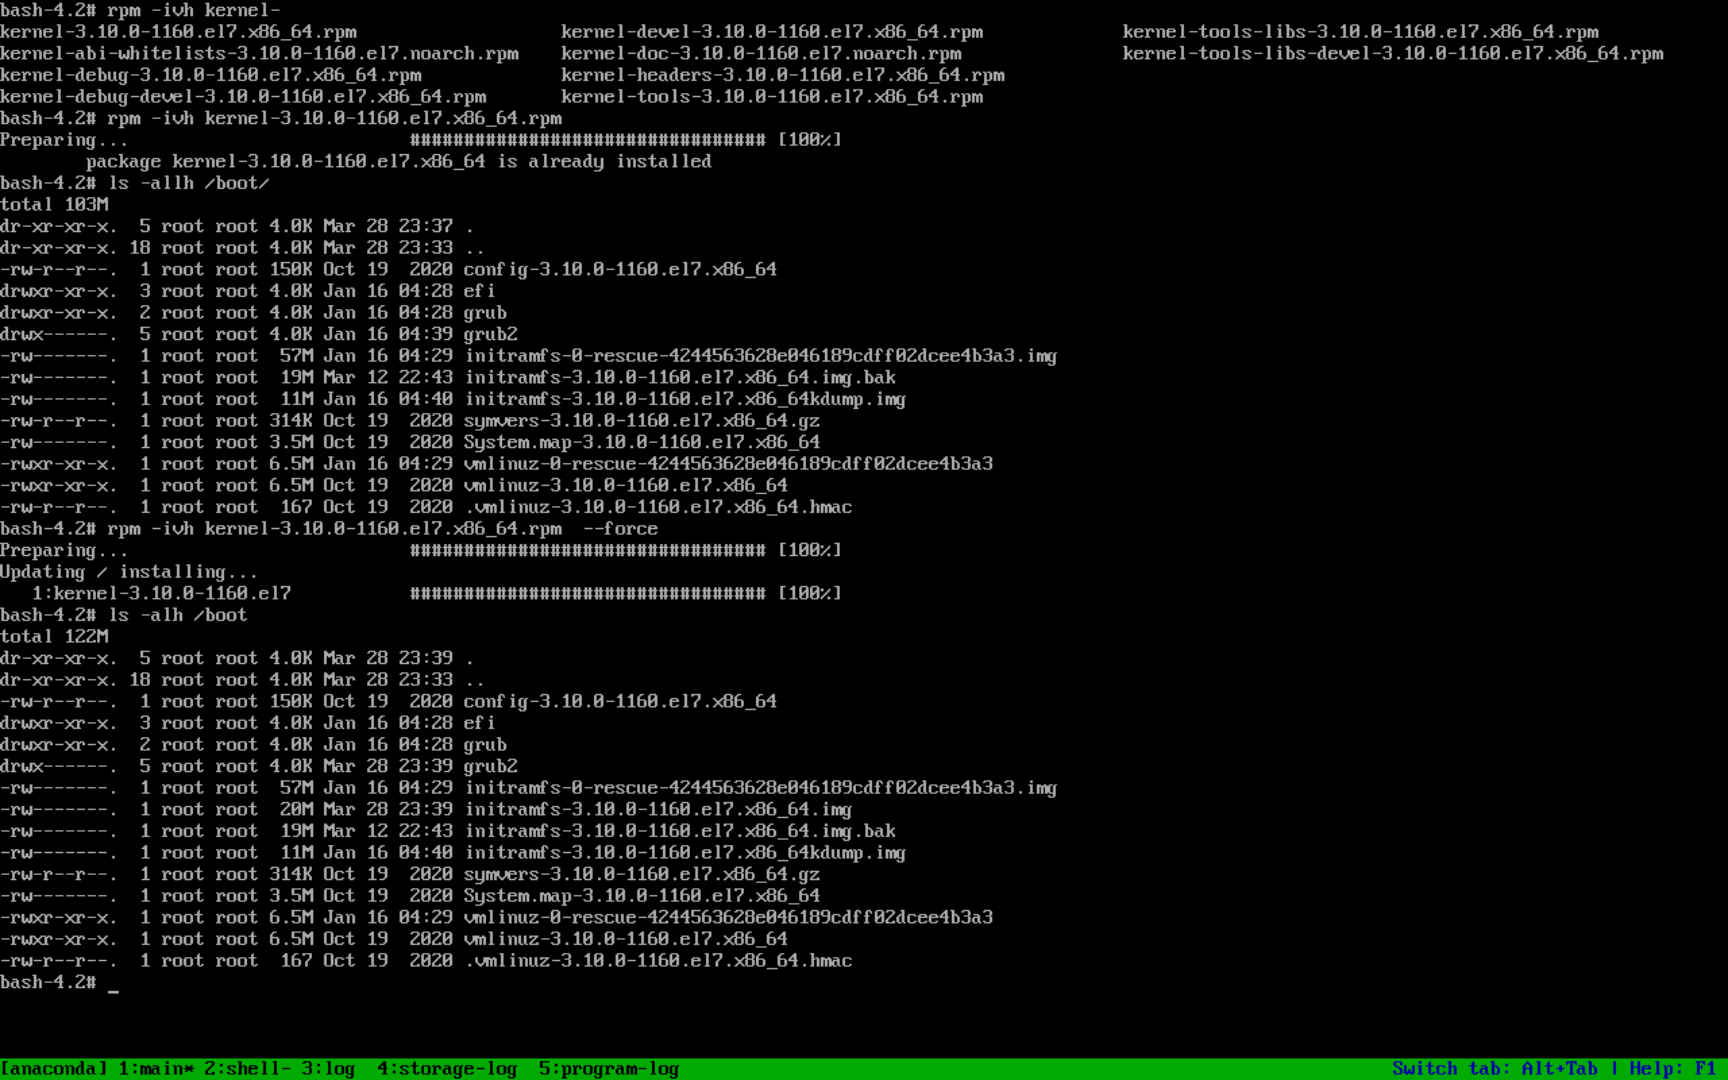 bash-4.2# rpm -ivh kernel-
kernel-3.10.0-1160.el7.x86_64.rpm                   kernel-devel-3.10.0-1160.el7.x86_64.rpm             kernel-tools-libs-3.10.0-1160.el7.x86_64.rpm
kernel-abi-whitelists-3.10.0-1160.el7.noarch.rpm    kernel-doc-3.10.0-1160.el7.noarch.rpm               kernel-tools-libs-devel-3.10.0-1160.el7.x86_64.rpm
kernel-debug-3.10.0-1160.el7.x86_64.rpm             kernel-headers-3.10.0-1160.el7.x86_64.rpm
kernel-debug-devel-3.10.0-1160.el7.x86_64.rpm       kernel-tools-3.10.0-1160.el7.x86_64.rpm
bash-4.2# rpm -ivh kernel-3.10.0-1160.el7.x86_64.rpm
Preparing...                          ################################# [100%]
        package kernel-3.10.0-1160.el7.x86_64 is already installed
bash-4.2# ls -allh /boot/
total 103M
dr-xr-xr-x.  5 root root 4.0K Mar 28 23:37 .
dr-xr-xr-x. 18 root root 4.0K Mar 28 23:33 ..
-rw-r--r--.  1 root root 150K Oct 19  2020 config-3.10.0-1160.el7.x86_64
drwxr-xr-x.  3 root root 4.0K Jan 16 04:28 efi
drwxr-xr-x.  2 root root 4.0K Jan 16 04:28 grub
drwx------.  5 root root 4.0K Jan 16 04:39 grub2
-rw-------.  1 root root  57M Jan 16 04:29 initramfs-0-rescue-4244563628e046189cdff02dcee4b3a3.img
-rw-------.  1 root root  19M Mar 12 22:43 initramfs-3.10.0-1160.el7.x86_64.img.bak
-rw-------.  1 root root  11M Jan 16 04:40 initramfs-3.10.0-1160.el7.x86_64kdump.img
-rw-r--r--.  1 root root 314K Oct 19  2020 symvers-3.10.0-1160.el7.x86_64.gz
-rw-------.  1 root root 3.5M Oct 19  2020 System.map-3.10.0-1160.el7.x86_64
-rwxr-xr-x.  1 root root 6.5M Jan 16 04:29 vmlinuz-0-rescue-4244563628e046189cdff02dcee4b3a3
-rwxr-xr-x.  1 root root 6.5M Oct 19  2020 vmlinuz-3.10.0-1160.el7.x86_64
-rw-r--r--.  1 root root  167 Oct 19  2020 .vmlinuz-3.10.0-1160.el7.x86_64.hmac
bash-4.2# rpm -ivh kernel-3.10.0-1160.el7.x86_64.rpm  --force
Preparing...                          ################################# [100%]
Updating / installing...
   1:kernel-3.10.0-1160.el7           ################################# [100%]
bash-4.2# ls -alh /boot
total 122M
dr-xr-xr-x.  5 root root 4.0K Mar 28 23:39 .
dr-xr-xr-x. 18 root root 4.0K Mar 28 23:33 ..
-rw-r--r--.  1 root root 150K Oct 19  2020 config-3.10.0-1160.el7.x86_64
drwxr-xr-x.  3 root root 4.0K Jan 16 04:28 efi
drwxr-xr-x.  2 root root 4.0K Jan 16 04:28 grub
drwx------.  5 root root 4.0K Mar 28 23:39 grub2
-rw-------.  1 root root  57M Jan 16 04:29 initramfs-0-rescue-4244563628e046189cdff02dcee4b3a3.img
-rw-------.  1 root root  20M Mar 28 23:39 initramfs-3.10.0-1160.el7.x86_64.img
-rw-------.  1 root root  19M Mar 12 22:43 initramfs-3.10.0-1160.el7.x86_64.img.bak
-rw-------.  1 root root  11M Jan 16 04:40 initramfs-3.10.0-1160.el7.x86_64kdump.img
-rw-r--r--.  1 root root 314K Oct 19  2020 symvers-3.10.0-1160.el7.x86_64.gz
-rw-------.  1 root root 3.5M Oct 19  2020 System.map-3.10.0-1160.el7.x86_64
-rwxr-xr-x.  1 root root 6.5M Jan 16 04:29 vmlinuz-0-rescue-4244563628e046189cdff02dcee4b3a3
-rwxr-xr-x.  1 root root 6.5M Oct 19  2020 vmlinuz-3.10.0-1160.el7.x86_64
-rw-r--r--.  1 root root  167 Oct 19  2020 .vmlinuz-3.10.0-1160.el7.x86_64.hmac
bash-4.2# _
[anaconda] 1:main* 2:shell- 3:log  4:storage-log  5:program-log                 Switch tab: Alt+Tab | Help: F1